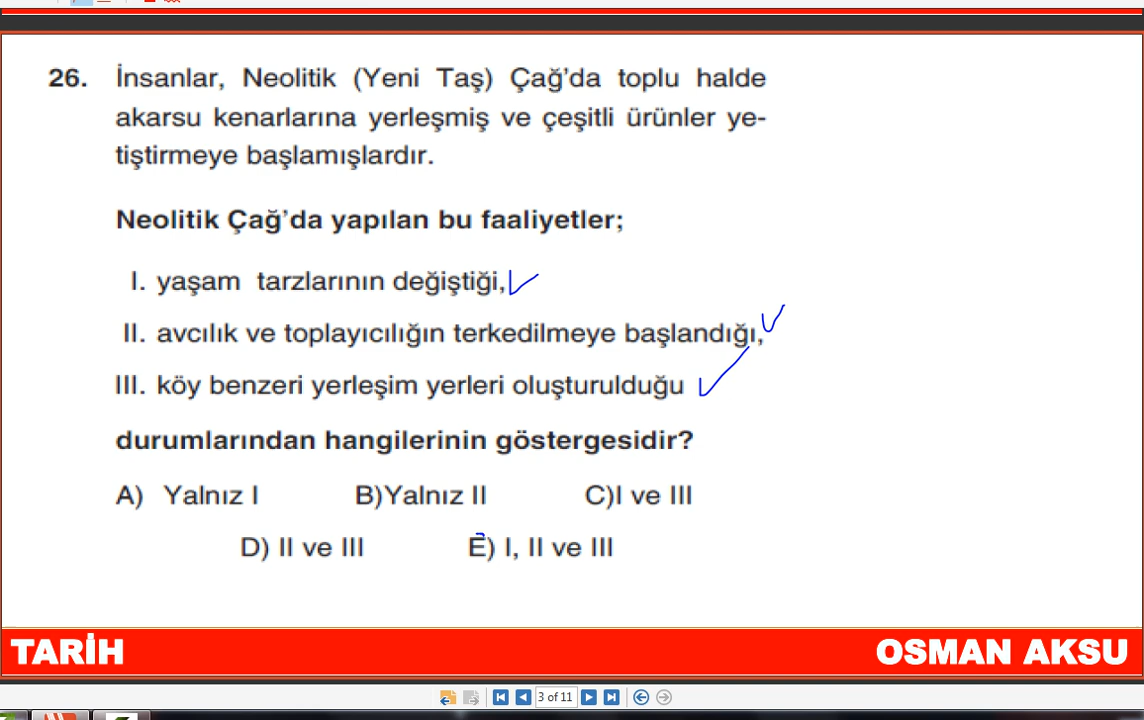 26. İnsanlar, Neolitik (Yeni Taş) Çağ'da toplu halde
akarsu kenarlarına yerleşmiş ve çeşitli ürünler ye-
tiştirmeye başlamışlardır.
Neolitik Çağ'da yapılan bu faaliyetler;
I. yaşam tarzlarının değiştiği,
II. avcılık ve toplayıcılığın terkedilmeye başlandığı,
III. köy benzeri yerleşim yerleri oluşturulduğu
durumlarından hangilerinin göstergesidir?
A) Yalnız I B)Yalnız II C)I ve III
D) II ve III E) I, II ve III
TARİH OSMAN AKSU
3 of 11